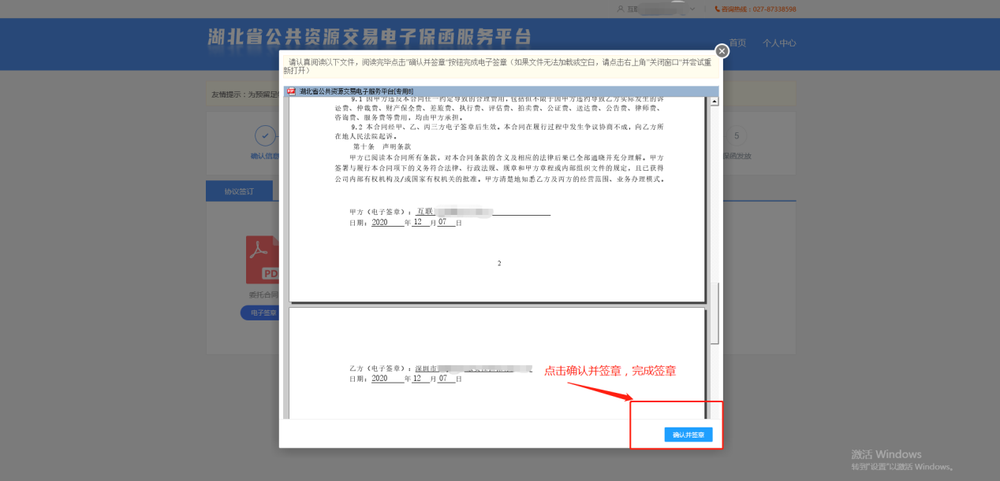 互联
咨询热线：027-87338598
湖北省公共资源交易电子保函服务平台
首页
个人中心
请认真阅读以下文件，阅读完毕点击"确认并签章"按钮完成电子签章（如果文件无法加载或空白，请点击右上角"关闭窗口"并尝试重
新打开）
友情提示：为预留足
湖北省公共资源交易电子服务平台[专用8]
9.1 因甲方违反本合同任一约定导致的合理费用，包括但不限于因甲方违约导致乙方实际发生的诉
讼费、仲裁费、财产保全费、差旅费、执行费、评估费、拍卖费、公证费、送达费、公告费、律师费、
咨询费、服务费等费用，均由甲方承担。
9.2 本合同经甲、乙、丙三方电子签章后生效。本合同在履行过程中发生争议协商不成，向乙方所
在地人民法院起诉。
第十条 声明条款
甲方已阅读本合同所有条款，对本合同条款的含义及相应的法律后果已全部通晓并充分理解。甲方
签署与履行本合同项下的义务符合法律、行政法规、规章和甲方章程或内部组织文件的规定，且已获得
公司内部有权机构及/或国家有权机关的批准。甲方清楚地知悉乙方及丙方的经营范围、业务办理模式。
确认信息
5
保函发放
协议签订
甲方（电子签章）：互联
日期：2020年12月07日
2
PD
委托合同
电子签章
乙方（电子签章）：深圳市
日期：2020年12月07日
点击确认并签章，完成签章
确认并签章
激活 Windows
转到"设置"以激活 Windows。